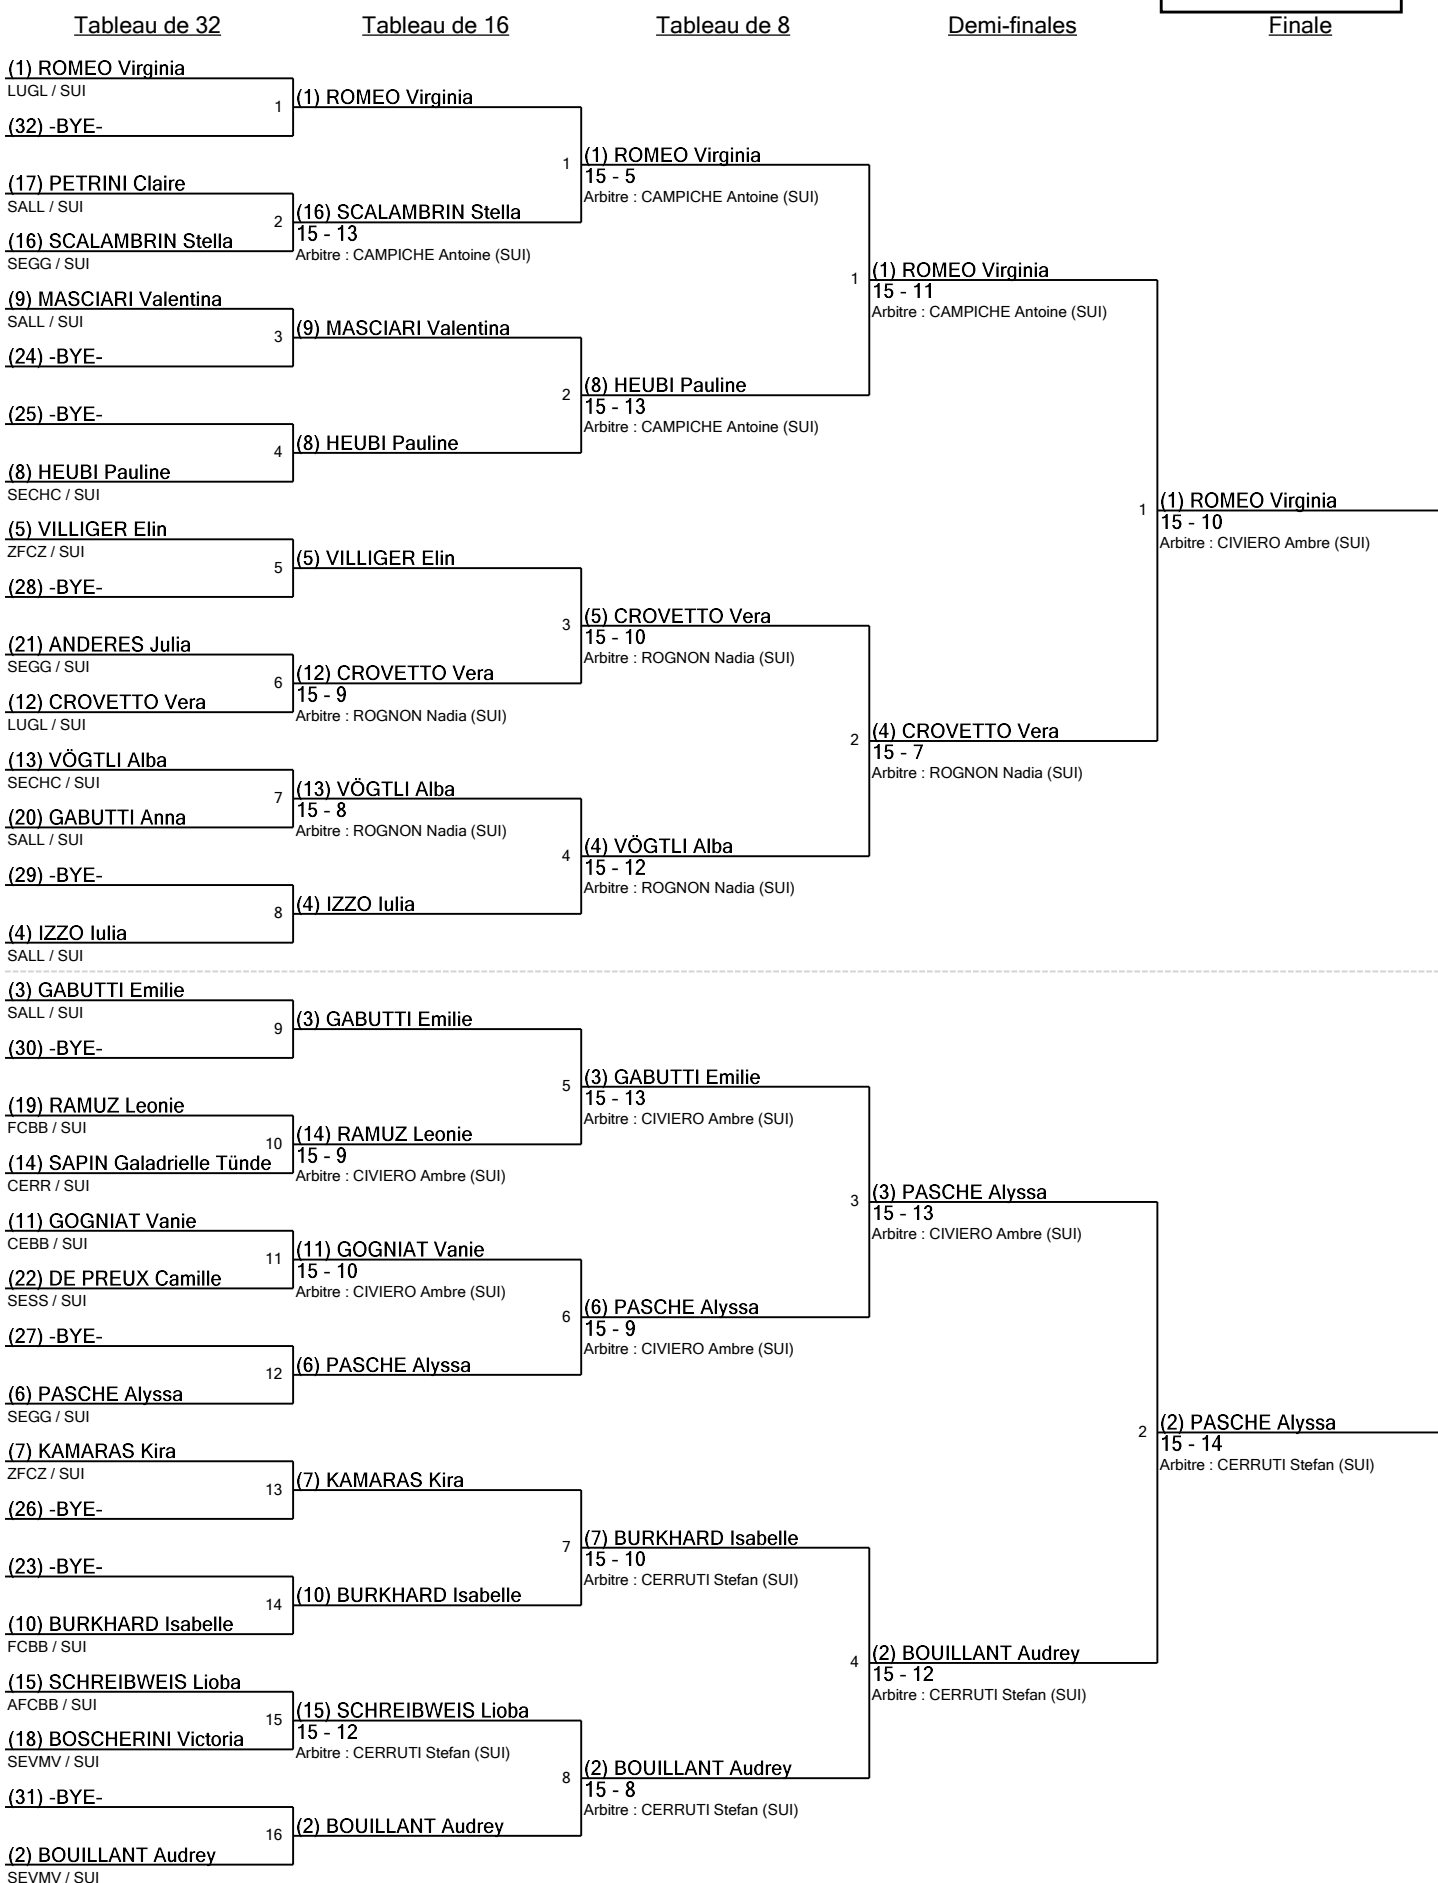 Tableau de 32
Tableau de 16
Tableau de 8
Demi-finales
Finale
(1) ROMEO Virginia
LUGL / SUI
1
(32) -BYE-
(17) PETRINI Claire
SALL / SUI
2
(16) SCALAMBRIN Stella
SEGG / SUI
(9) MASCIARI Valentina
SALL / SUI
3
(24) -BYE-
(25) -BYE-
4
(8) HEUBI Pauline
SECHC / SUI
(5) VILLIGER Elin
ZFCZ / SUI
5
(28) -BYE-
(21) ANDERES Julia
SEGG / SUI
6
(12) CROVETTO Vera
LUGL / SUI
(13) VÖGTLI Alba
SECHC / SUI
7
(20) GABUTTI Anna
SALL / SUI
(29) -BYE-
8
(4) IZZO Iulia
SALL / SUI
(3) GABUTTI Emilie
SALL / SUI
9
(30) -BYE-
(19) RAMUZ Leonie
FCBB / SUI
10
(14) SAPIN Galadrielle Tünde
CERR / SUI
(11) GOGNIAT Vanie
CEBB / SUI
11
(22) DE PREUX Camille
SESS / SUI
(27) -BYE-
12
(6) PASCHE Alyssa
SEGG / SUI
(7) KAMARAS Kira
ZFCZ / SUI
13
(26) -BYE-
(23) -BYE-
14
(10) BURKHARD Isabelle
FCBB / SUI
(15) SCHREIBWEIS Lioba
AFCBB / SUI
15
(18) BOSCHERINI Victoria
SEVMV / SUI
(31) -BYE-
16
(2) BOUILLANT Audrey
SEVMV / SUI
(1) ROMEO Virginia
1
(16) SCALAMBRIN Stella
15 - 13
Arbitre : CAMPICHE Antoine (SUI)
(9) MASCIARI Valentina
2
(8) HEUBI Pauline
(5) VILLIGER Elin
3
(12) CROVETTO Vera
15 - 9
Arbitre : ROGNON Nadia (SUI)
(13) VÖGTLI Alba
15 - 8
Arbitre : ROGNON Nadia (SUI)
4
(4) IZZO Iulia
(3) GABUTTI Emilie
5
(14) RAMUZ Leonie
15 - 9
Arbitre : CIVIERO Ambre (SUI)
(11) GOGNIAT Vanie
15 - 10
Arbitre : CIVIERO Ambre (SUI)
6
(6) PASCHE Alyssa
(7) KAMARAS Kira
7
(10) BURKHARD Isabelle
(15) SCHREIBWEIS Lioba
15 - 12
Arbitre : CERRUTI Stefan (SUI)
8
(2) BOUILLANT Audrey
(1) ROMEO Virginia
15 - 5
Arbitre : CAMPICHE Antoine (SUI)
1
(8) HEUBI Pauline
15 - 13
Arbitre : CAMPICHE Antoine (SUI)
(5) CROVETTO Vera
15 - 10
Arbitre : ROGNON Nadia (SUI)
2
(4) VÖGTLI Alba
15 - 12
Arbitre : ROGNON Nadia (SUI)
(3) GABUTTI Emilie
15 - 13
Arbitre : CIVIERO Ambre (SUI)
3
(6) PASCHE Alyssa
15 - 9
Arbitre : CIVIERO Ambre (SUI)
(7) BURKHARD Isabelle
15 - 10
Arbitre : CERRUTI Stefan (SUI)
4
(2) BOUILLANT Audrey
15 - 8
Arbitre : CERRUTI Stefan (SUI)
(1) ROMEO Virginia
15 - 11
Arbitre : CAMPICHE Antoine (SUI)
1
(4) CROVETTO Vera
15 - 7
Arbitre : ROGNON Nadia (SUI)
(3) PASCHE Alyssa
15 - 13
Arbitre : CIVIERO Ambre (SUI)
2
(2) BOUILLANT Audrey
15 - 12
Arbitre : CERRUTI Stefan (SUI)
(1) ROMEO Virginia
15 - 10
Arbitre : CIVIERO Ambre (SUI)
(2) PASCHE Alyssa
15 - 14
Arbitre : CERRUTI Stefan (SUI)